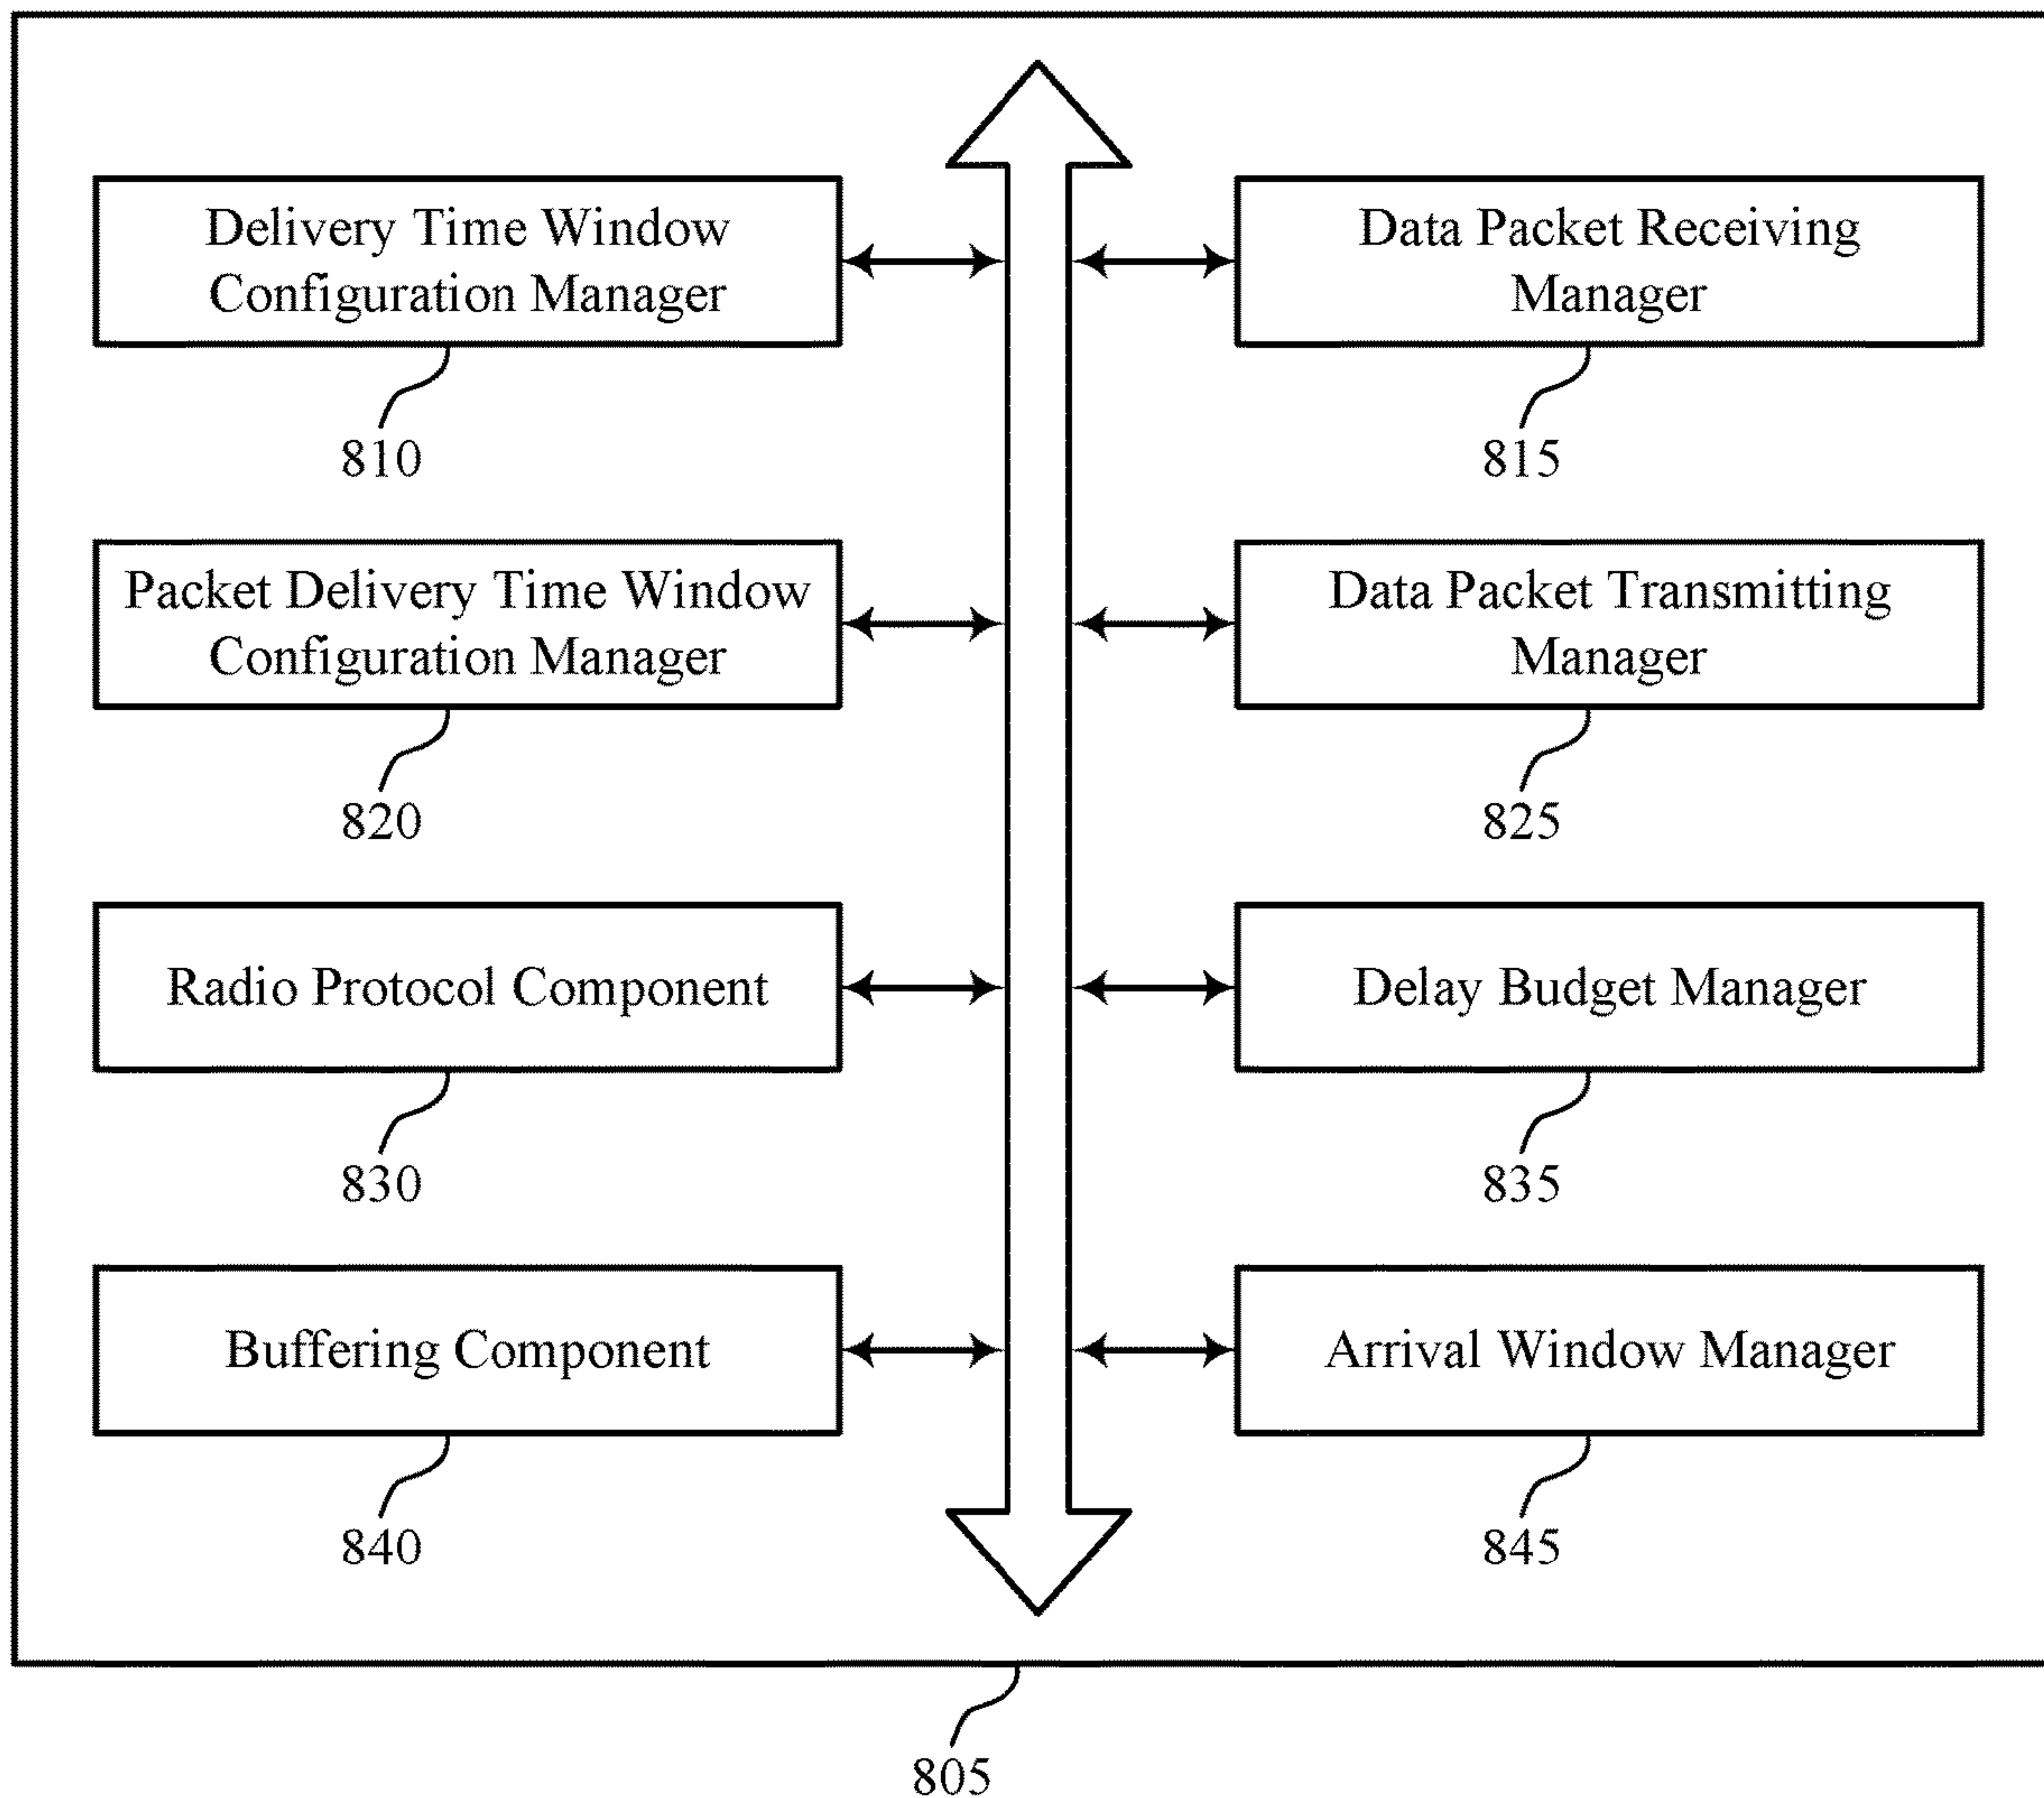 Delivery Time Window
Configuration Manager
810
Data Packet Receiving
Manager
815
Packet Delivery Time Window
Configuration Manager
820
Data Packet Transmitting
Manager
825
Radio Protocol Component
830
Delay Budget Manager
835
Buffering Component
840
Arrival Window Manager
845
805